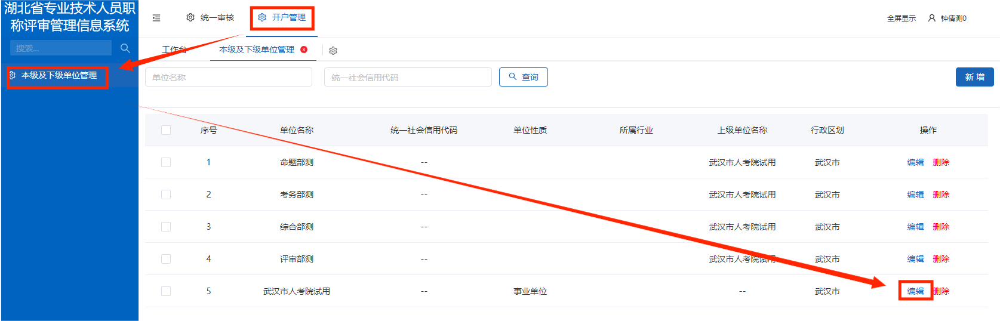 湖北省专业技术人员职
称评审管理信息系统
搜索...
本级及下级单位管理
统一审核
开户管理
全屏显示
钟倩测0
工作台
本级及下级单位管理
单位名称
统一社会信用代码
查询
新 增
序号 单位名称 统一社会信用代码 单位性质 所属行业 上级单位名称 行政区划 操作
1 命题部测 -- 武汉市人考院试用 武汉市 编辑 删除
2 考务部测 -- 武汉市人考院试用 武汉市 编辑 删除
3 综合部测 -- 武汉市人考院试用 武汉市 编辑 删除
4 评审部测 -- 武汉市人考院试用 武汉市 编辑 删除
5 武汉市人考院试用 -- 事业单位 -- 武汉市 编辑 删除